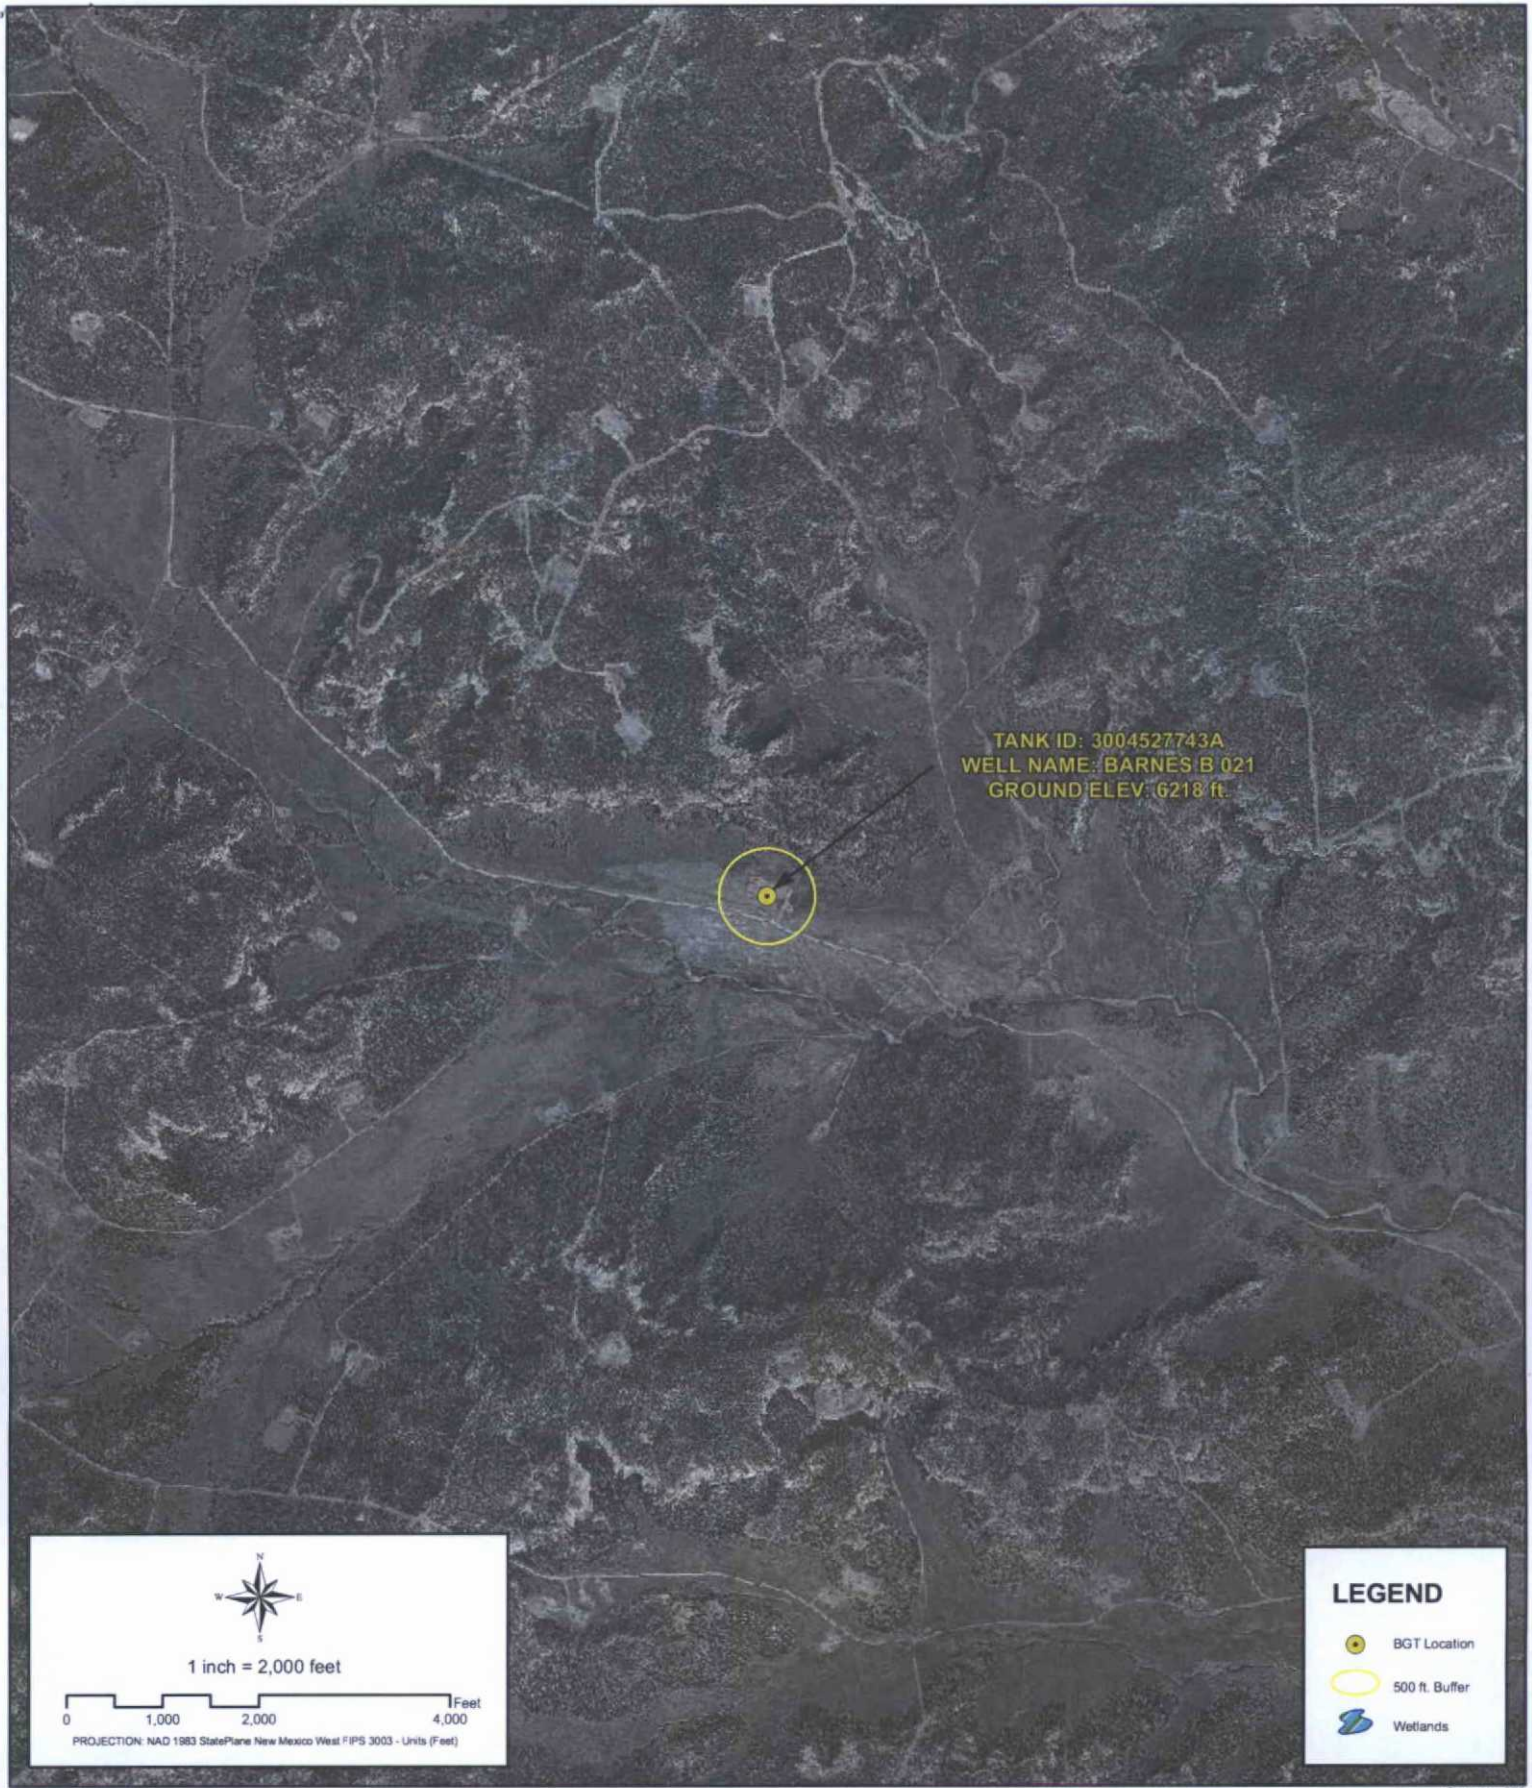 TANK ID: 3004527743A
WELL NAME: BARNES B 021
GROUND ELEV: 6218 ft.
N
W E
S
1 inch = 2,000 feet
Feet
0 1,000 2,000 4,000
PROJECTION: NAD 1983 StatePlane New Mexico West FIPS 3003 - Units (Feet)
LEGEND
BGT Location
500 ft. Buffer
Wetlands